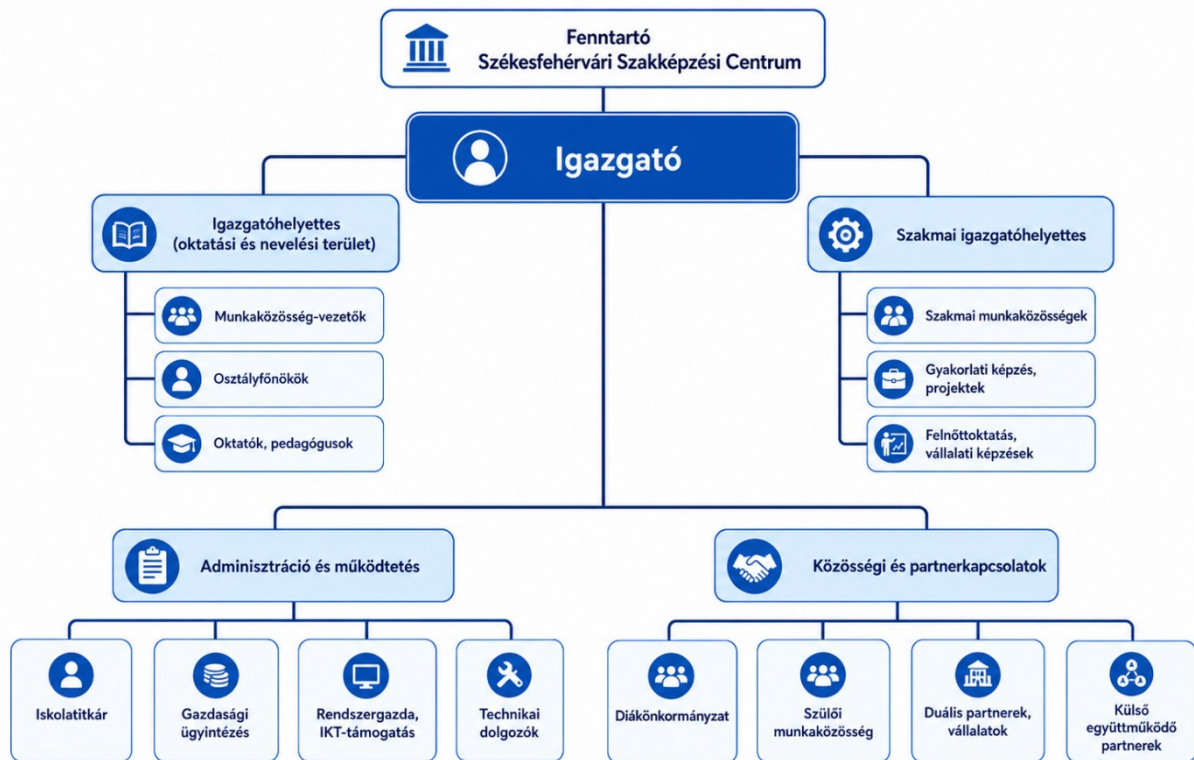 Fenntartó
Székesfehérvári Szakképzési Centrum
Igazgató
Igazgatóhelyettes
(oktatási és nevelési terület)
Munkaközösség-vezetők
Osztályfőnökök
Oktatók, pedagógusok
Szakmai igazgatóhelyettes
Szakmai munkaközösségek
Gyakorlati képzés,
projektek
Felnőttoktatás,
vállalati képzések
Adminisztráció és működtetés
Iskolatitkár
Gazdasági
ügyintézés
Rendszergazda,
IKT-támogatás
Technikai
dolgozók
Közösségi és partnerkapcsolatok
Diákönkormányzat
Szülői
munkaközösség
Duális partnerek,
vállalatok
Külső
együttműködő
partnerek